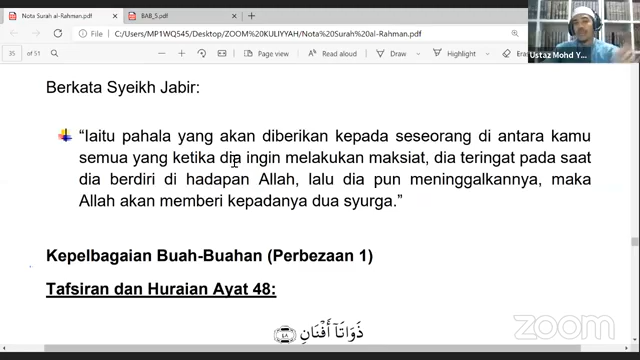 Nota Surah al-Rahman.pdf
BAB_5.pdf
File
C:/Users/MP1WQ545/Desktop/ZOOM%20KULIYYAH/Nota%20Surah%20al-Rahman.pdf
35 of 51
Page view
Read aloud
Draw
Highlight
Erase
Ustaz Mohd Y...
Berkata Syeikh Jabir:
“Iaitu pahala yang akan diberikan kepada seseorang di antara kamu
semua yang ketika dia ingin melakukan maksiat, dia teringat pada saat
dia berdiri di hadapan Allah, lalu dia pun meninggalkannya, maka
Allah akan memberi kepadanya dua syurga.”
Kepelbagaian Buah-Buahan (Perbezaan 1)
Tafsiran dan Huraian Ayat 48:
ذَوَاتَآ أَفْنَانٍ ٤٨
zoom